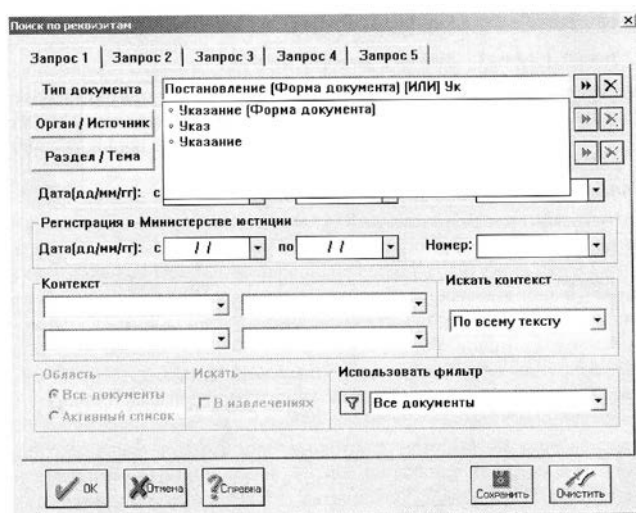 Поиск по реквизитам
Запрос 1 Запрос 2 Запрос 3 Запрос 4 Запрос 5
Тип документа Постановление (Форма документа) [ИЛИ] Ук
Орган / Источник
Указание (Форма документа)
Указ
Указание
Раздел / Тема
Дата(дд/мм/гг): с
Регистрация в Министерстве юстиции
Дата(дд/мм/гг): с / / по / / Номер:
Контекст Искать контекст
По всему тексту
Область Искать Использовать фильтр
Все документы В извлечениях Все документы
Активный список
ОК Отмена Справка Сохранить Очистить